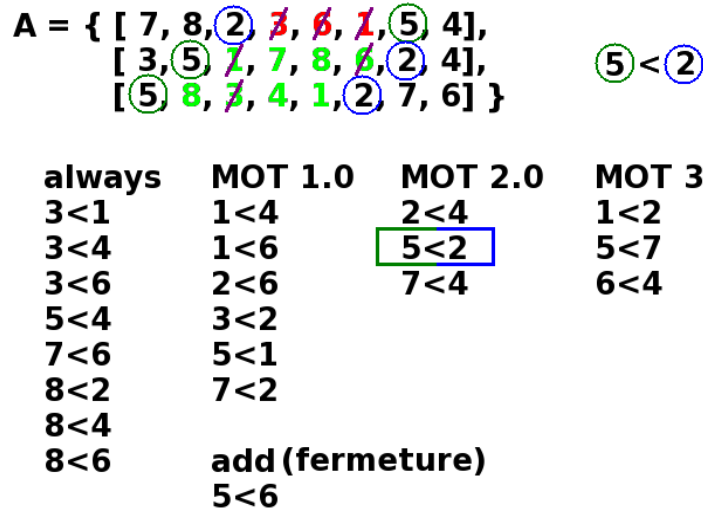 A = { [ 7, 8, 2, 3, 6, 1, 5, 4],
[ 3, 5, 1, 7, 8, 6, 2, 4],
[ 5, 8, 3, 4, 1, 2, 7, 6] }
5 < 2
always MOT 1.0 MOT 2.0 MOT 3
3<1 1<4 2<4 1<2
3<4 1<6 5<2 5<7
3<6 2<6 7<4 6<4
5<4 3<2
7<6 5<1
8<2 7<2
8<4
8<6 add (fermeture)
5<6